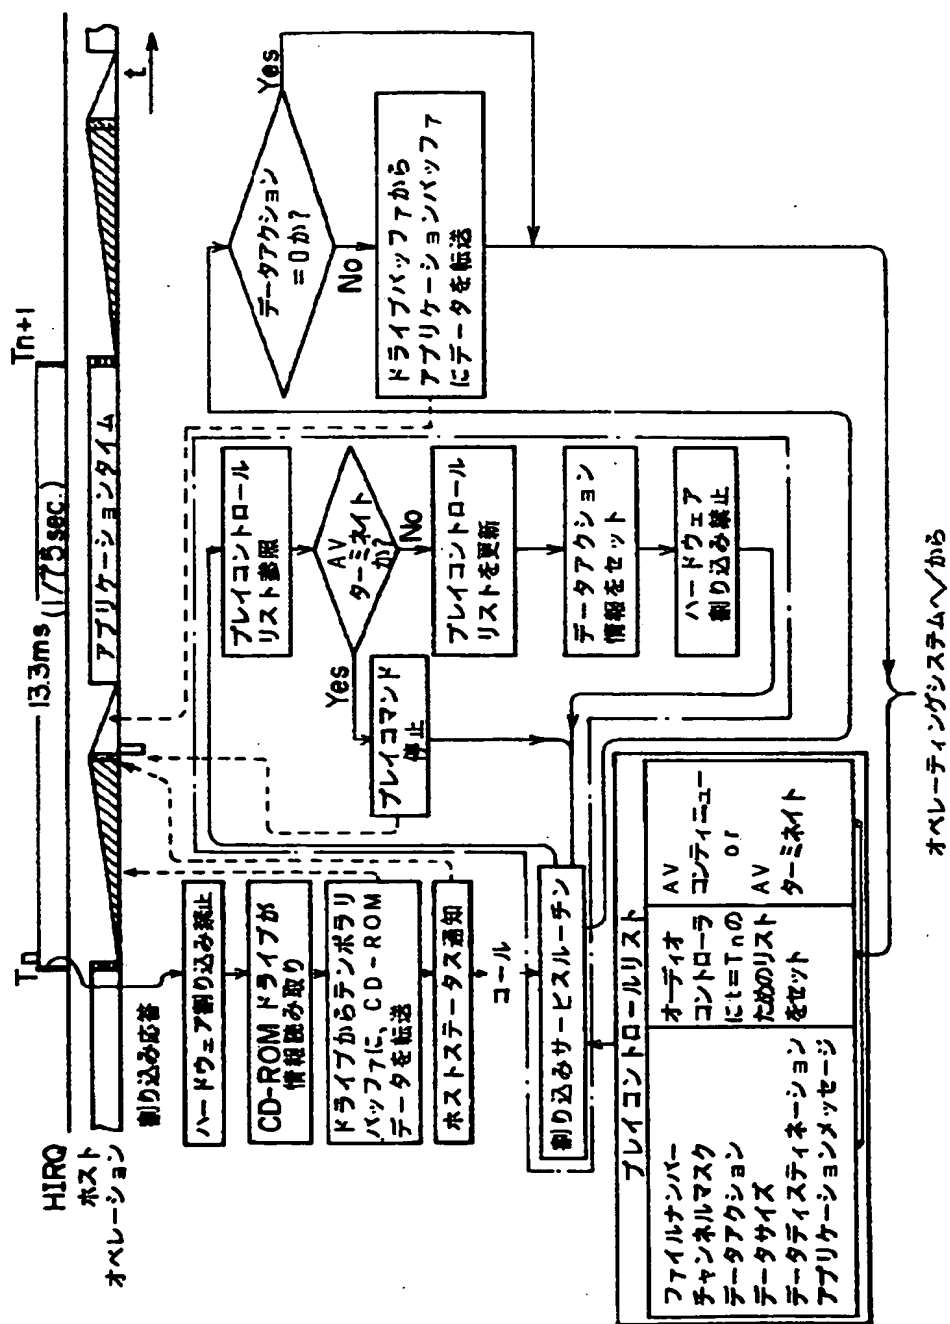 HIRQ
ホスト
オペレーション
Tn
13.3ms (1/75sec.)
Tn+1
アプリケーションタイム
t
割り込み応答
ハードウェア割り込み禁止
CD-ROM ドライブが
情報読み取り
ドライブからテンポラリ
バッファに、CD-ROM
データを転送
ホストステータス通知
コール
割り込みサービスルーチン
プレイコントロール
リスト参照
AV
ターミネイト
か?
Yes
No
プレイコマンド
停止
プレイコントロール
リストを更新
データアクション
情報をセット
ハードウェア
割り込み禁止
データアクション
=0か?
Yes
No
ドライブバッファから
アプリケーションバッファ
にデータを転送
プレイコントロールリスト
ファイルナンバー
チャンネルマスク
データアクション
データサイズ
データディスティネーション
アプリケーションメッセージ
オーディオ
コントローラ
にt=Tnの
ためのリスト
をセット
AV
コンティニュー
or
AV
ターミネイト
オペレーティングシステムへ/から